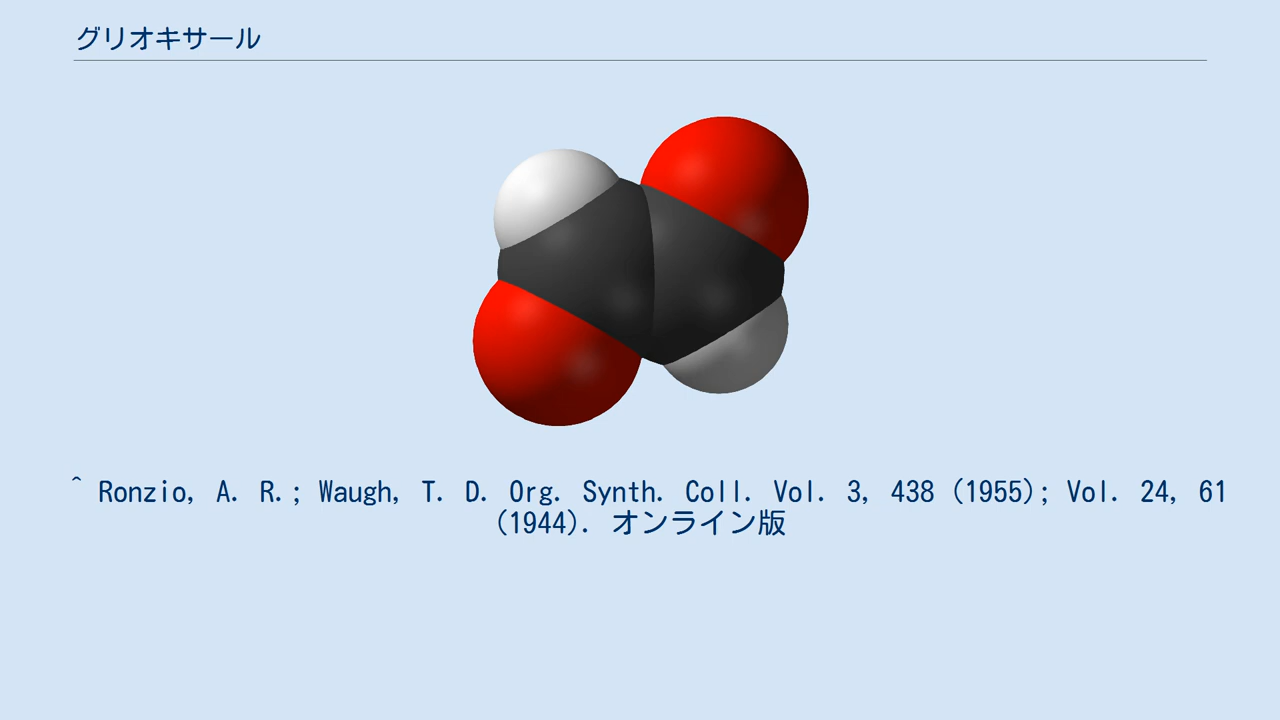 グリオキサール
^ Ronzio, A. R.; Waugh, T. D. Org. Synth. Coll. Vol. 3, 438 (1955); Vol. 24, 61
(1944). オンライン版